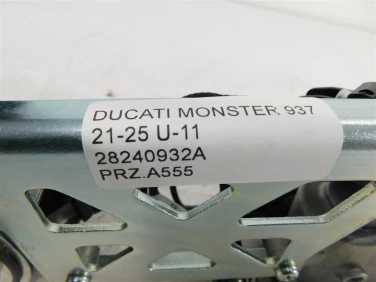 DUCATI MONSTER 937
21-25 U-11
28240932A
PRZ.A555